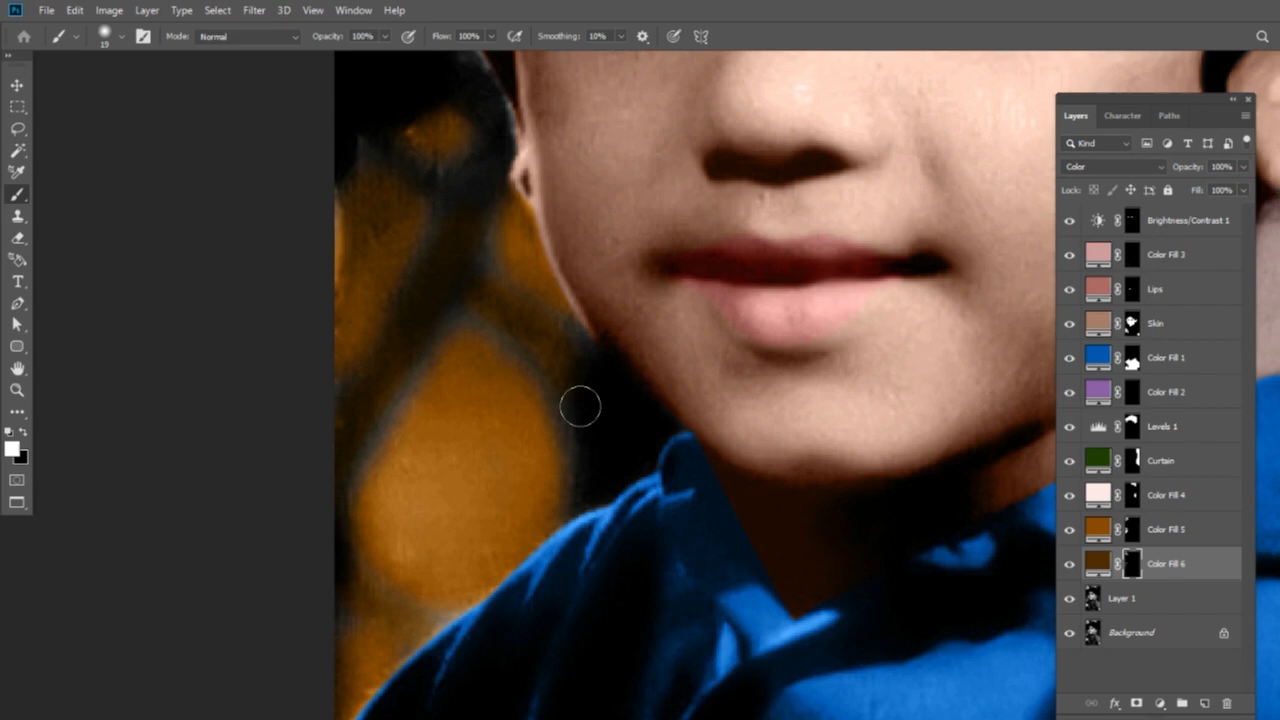 Ps File Edit Image Layer Type Select Filter 3D View Window Help
19 Mode: Normal Opacity: 100% Flow: 100% Smoothing: 10%
Layers Character Paths
Kind
Color Opacity: 100%
Lock: Fill: 100%
Brightness/Contrast 1
Color Fill 3
Lips
Skin
Color Fill 1
Color Fill 2
Levels 1
Curtain
Color Fill 4
Color Fill 5
Color Fill 6
Layer 1
Background
T
fx